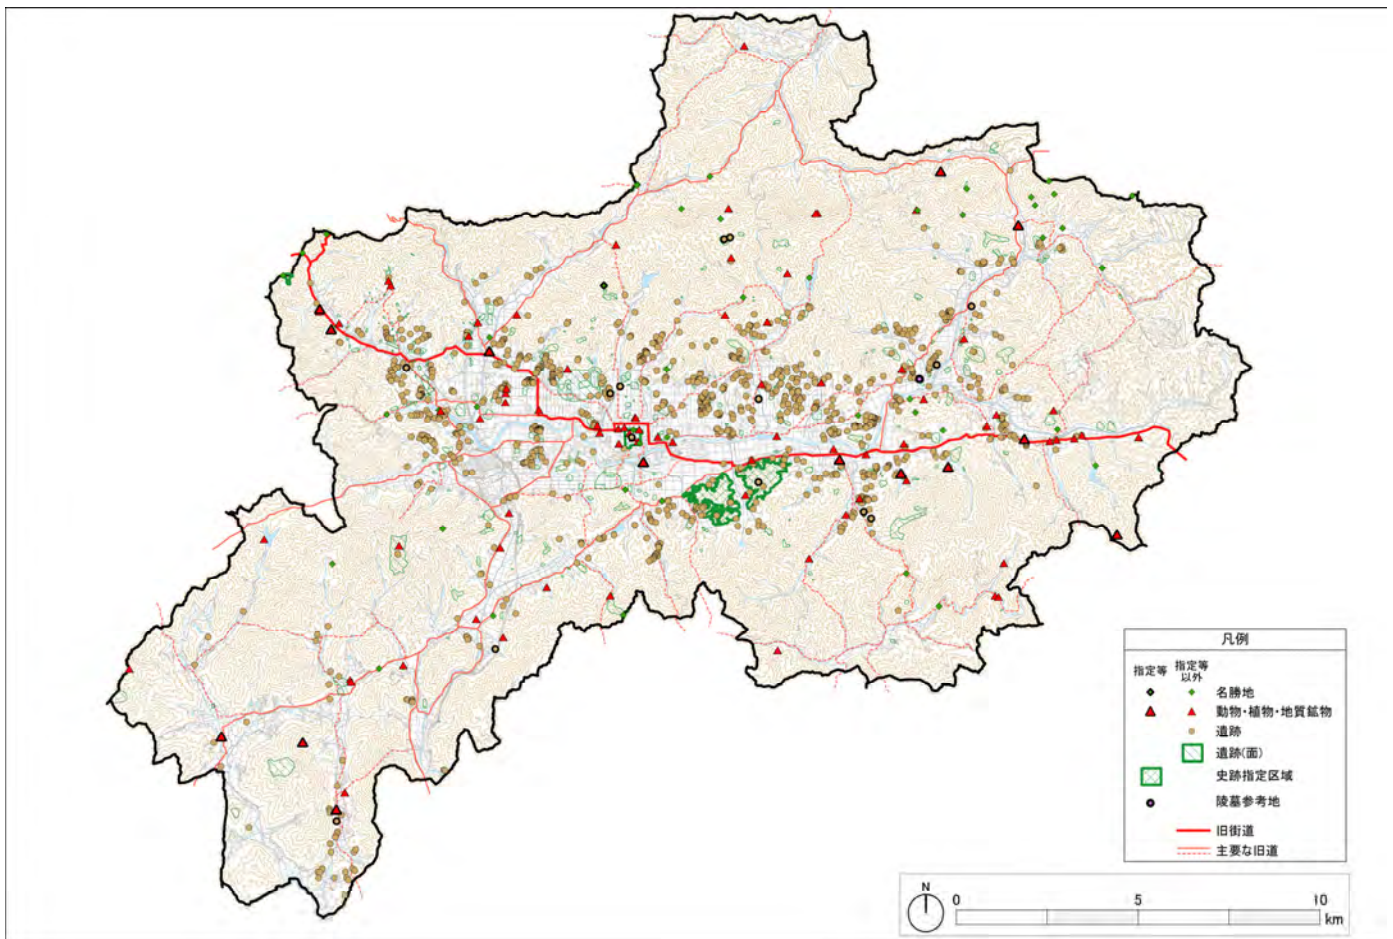 凡例
指定等 指定等以外
名勝地
動物・植物・地質鉱物
遺跡
遺跡(面)
史跡指定区域
陵墓参考地
旧街道
主要な旧道
N
0 5 10
km